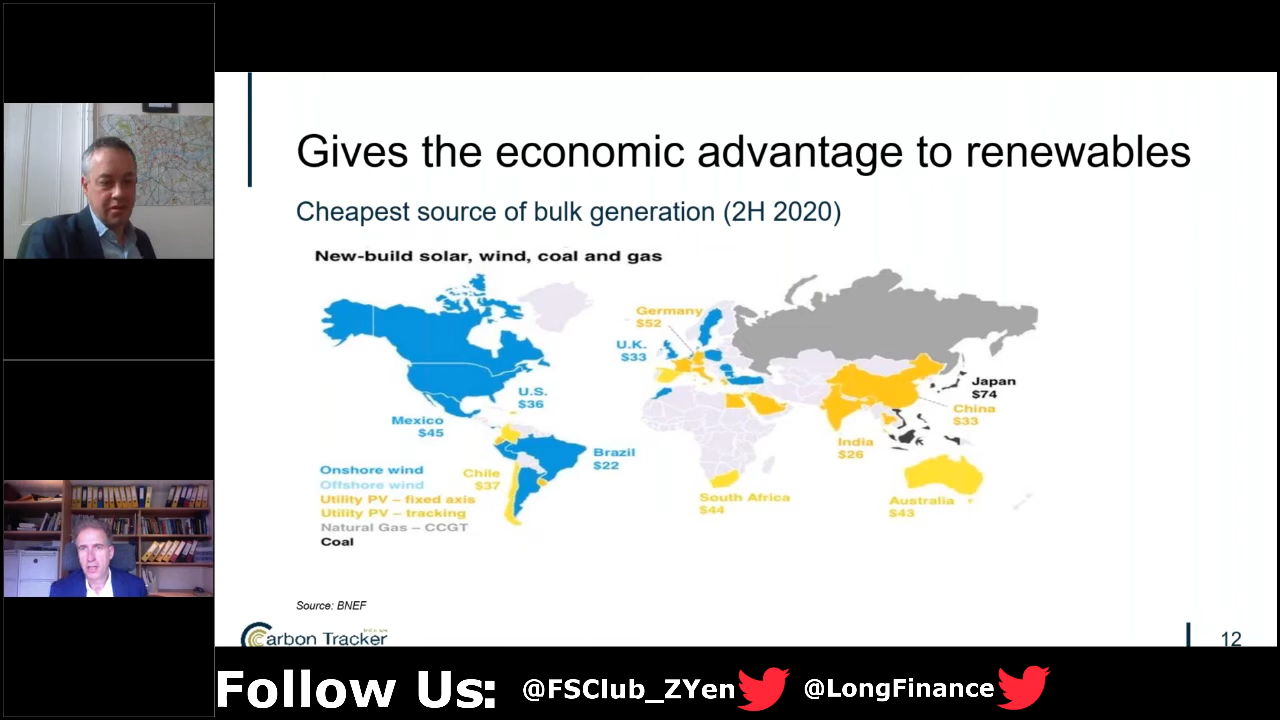 Gives the economic advantage to renewables
Cheapest source of bulk generation (2H 2020)
New-build solar, wind, coal and gas
Germany
$52
U.K.
$33
Japan
$74
U.S.
$36
China
$33
Mexico
$45
India
$26
Brazil
$22
Onshore wind
Offshore wind
Chile
$37
Utility PV – fixed axis
Utility PV – tracking
Natural Gas – CCGT
Coal
South Africa
$44
Australia
$43
Source: BNEF
Carbon Tracker
12
Follow Us: @FSClub_ZYen @LongFinance